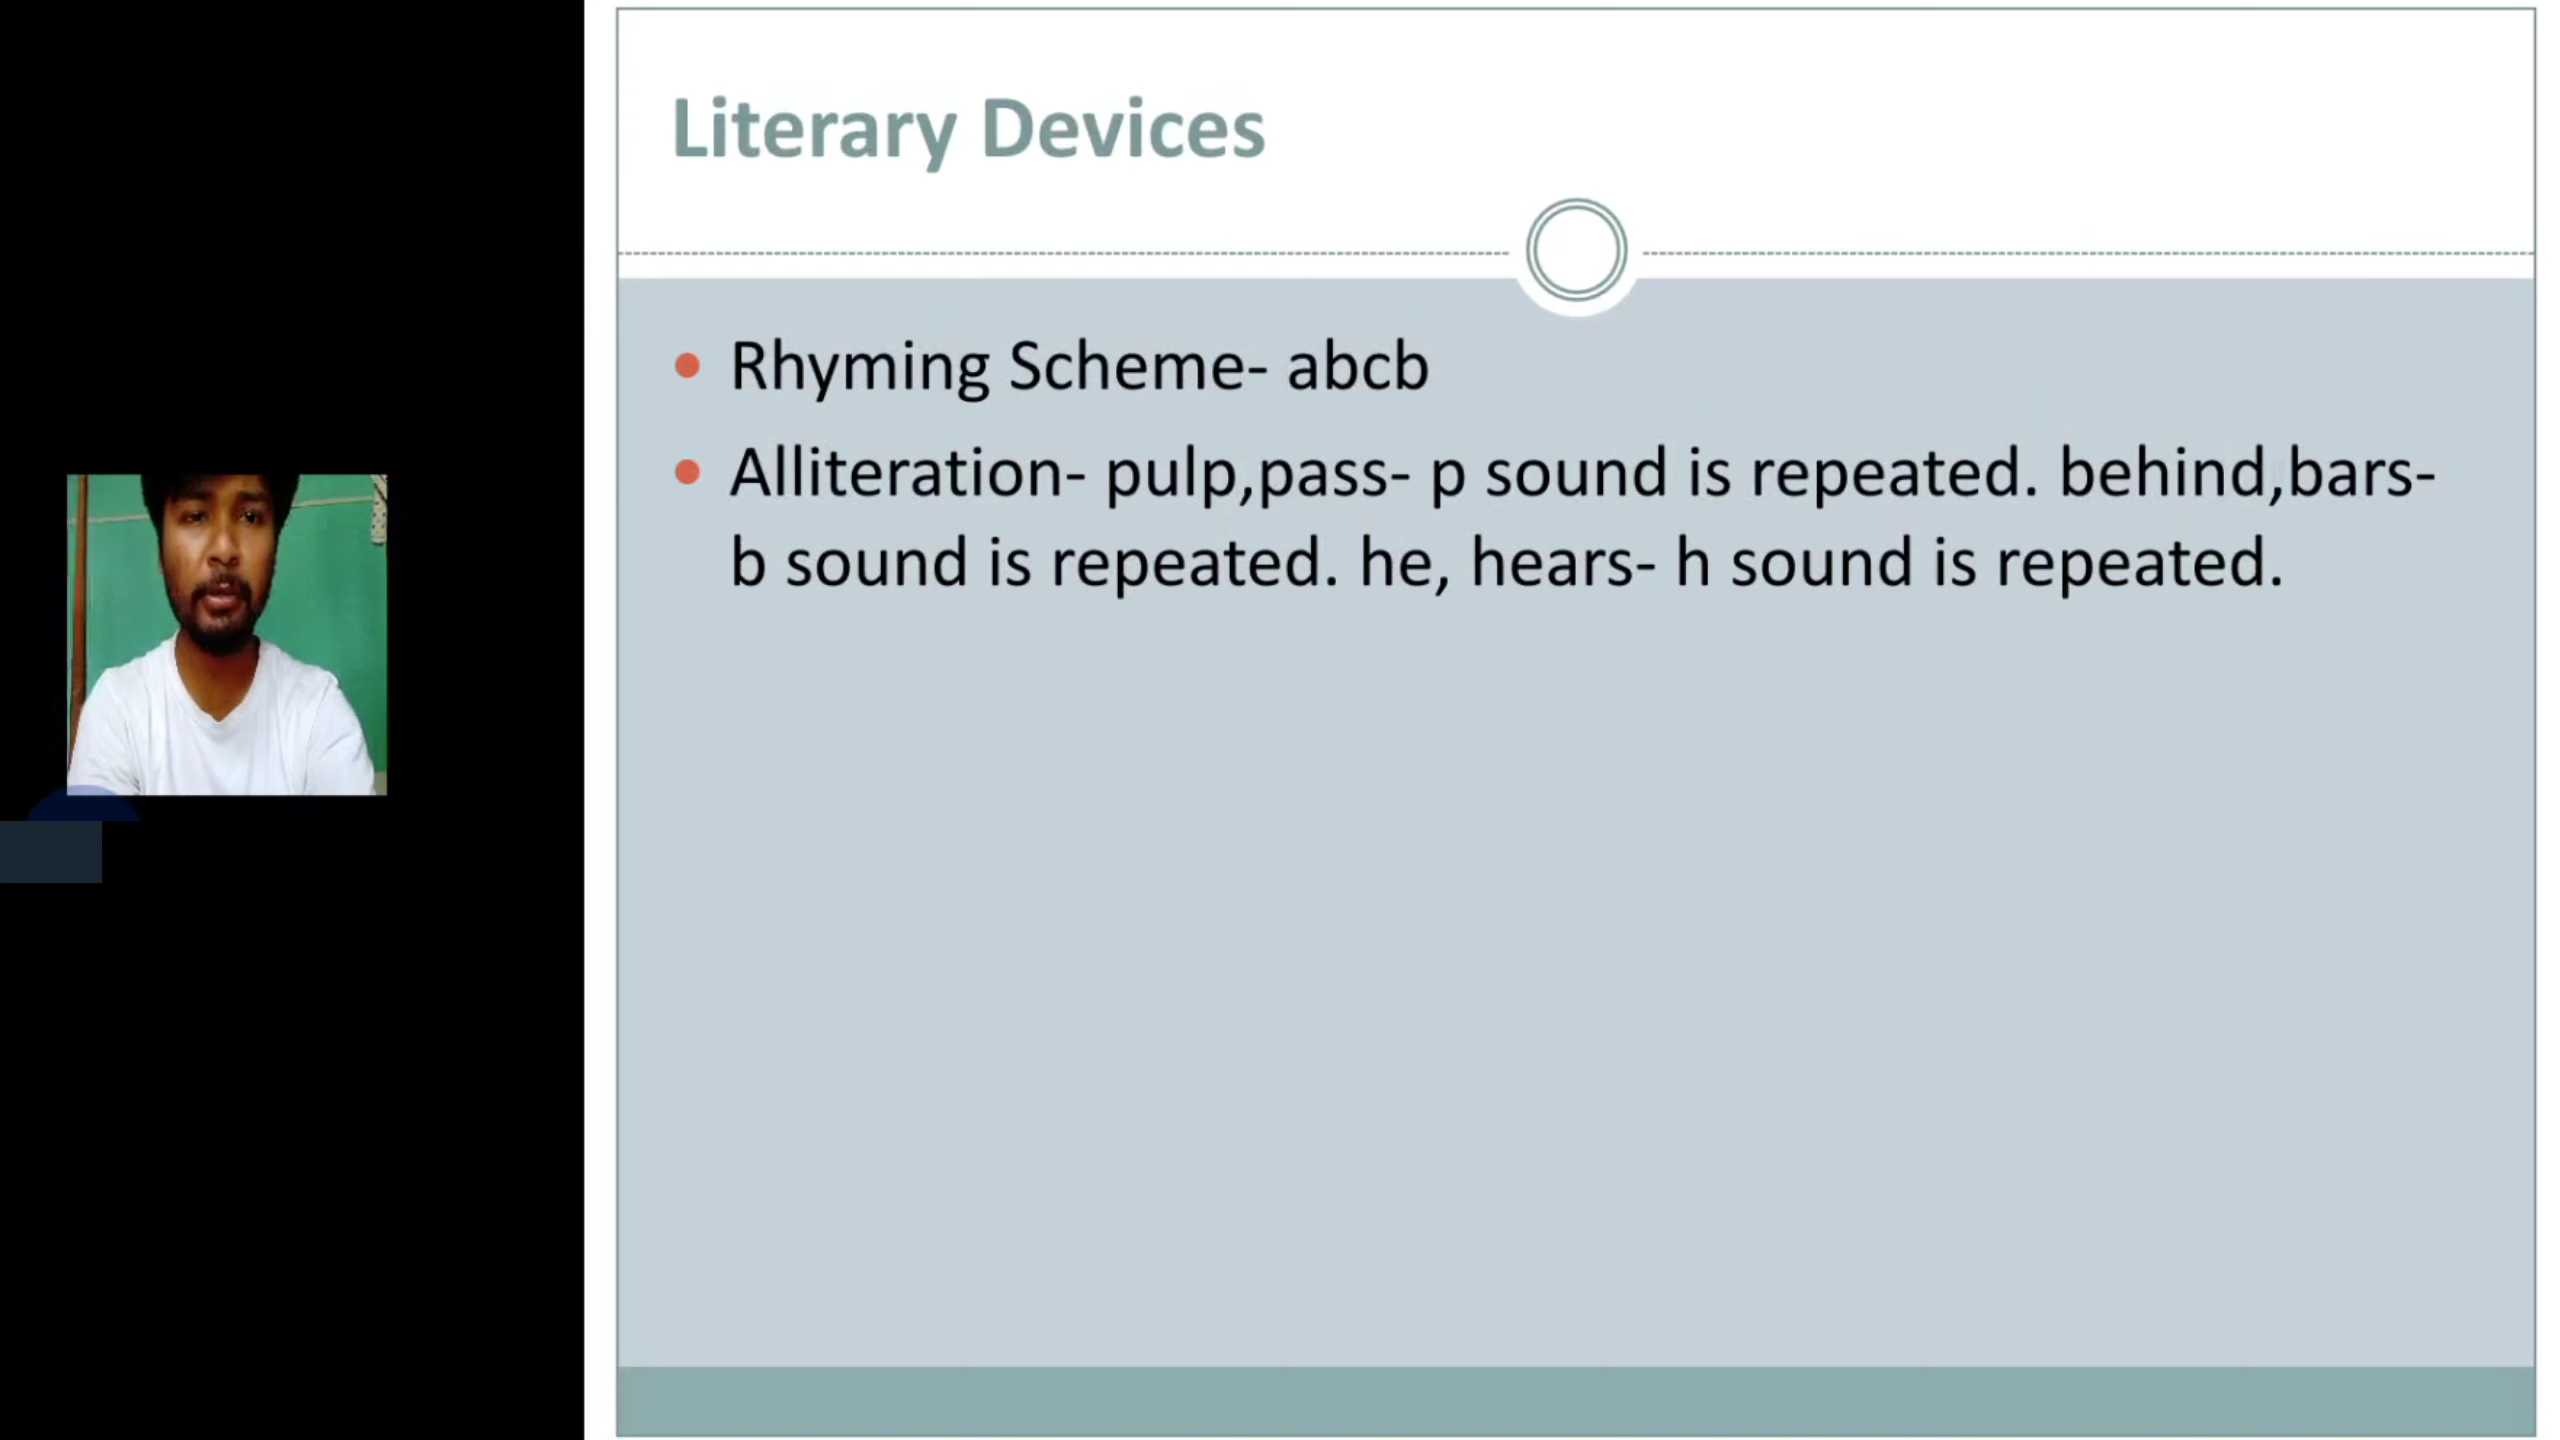 Literary Devices
Rhyming Scheme- abcb
Alliteration- pulp,pass- p sound is repeated. behind,bars-
b sound is repeated. he, hears- h sound is repeated.